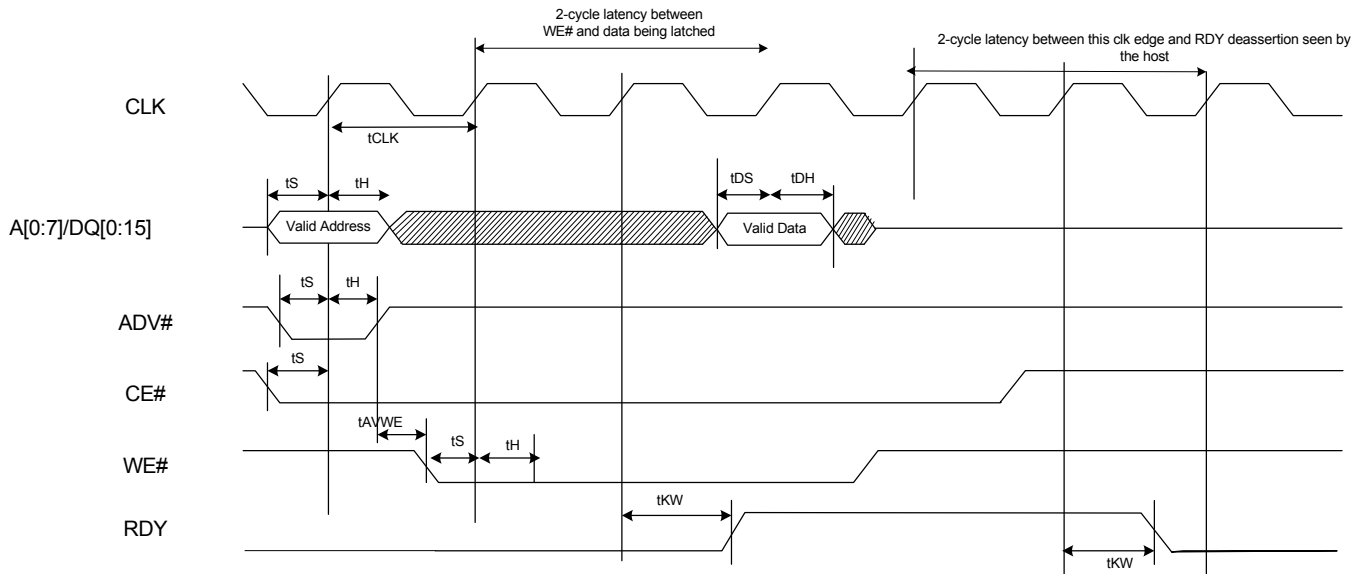 2-cycle latency between
WE# and data being latched
2-cycle latency between this clk edge and RDY deassertion seen by
the host
CLK
tCLK
tS
tH
tDS
tDH
A[0:7]/DQ[0:15]
Valid Address
Valid Data
tS
tH
ADV#
tS
CE#
tAVWE
tS
tH
WE#
tKW
RDY
tKW